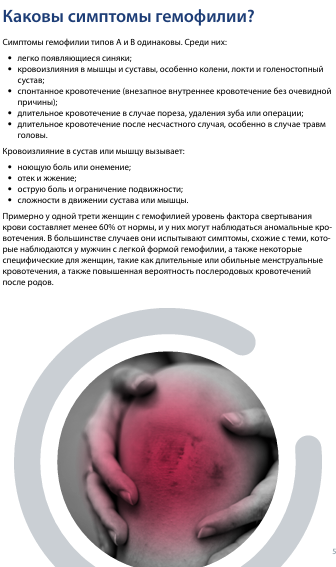 Каковы симптомы гемофилии?
Симптомы гемофилии типов А и В одинаковы. Среди них:
• легко появляющиеся синяки;
• кровоизлияния в мышцы и суставы, особенно колени, локти и голеностопный
сустав;
• спонтанное кровотечение (внезапное внутреннее кровотечение без очевидной
причины);
• длительное кровотечение в случае пореза, удаления зуба или операции;
• длительное кровотечение после несчастного случая, особенно в случае травм
головы.
Кровоизлияние в сустав или мышцу вызывает:
• ноющую боль или онемение;
• отек и жжение;
• острую боль и ограничение подвижности;
• сложности в движении сустава или мышцы.
Примерно у одной трети женщин с гемофилией уровень фактора свертывания
крови составляет менее 60% от нормы, и у них могут наблюдаться аномальные кро-
вотечения. В большинстве случаев они испытывают симптомы, схожие с теми, кото-
рые наблюдаются у мужчин с легкой формой гемофилии, а также некоторые
специфические для женщин, такие как длительные или обильные менструальные
кровотечения, а также повышенная вероятность послеродовых кровотечений
после родов.
5